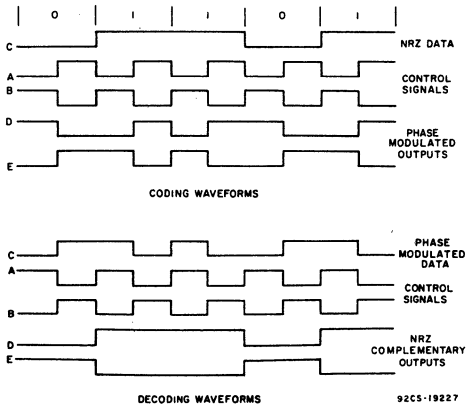 0 1 1 0 1
C NRZ DATA
A
B CONTROL
SIGNALS
D
E PHASE
MODULATED
OUTPUTS
CODING WAVEFORMS
C PHASE
MODULATED
DATA
A
B CONTROL
SIGNALS
D
E NRZ
COMPLEMENTARY
OUTPUTS
DECODING WAVEFORMS 92CS-19227